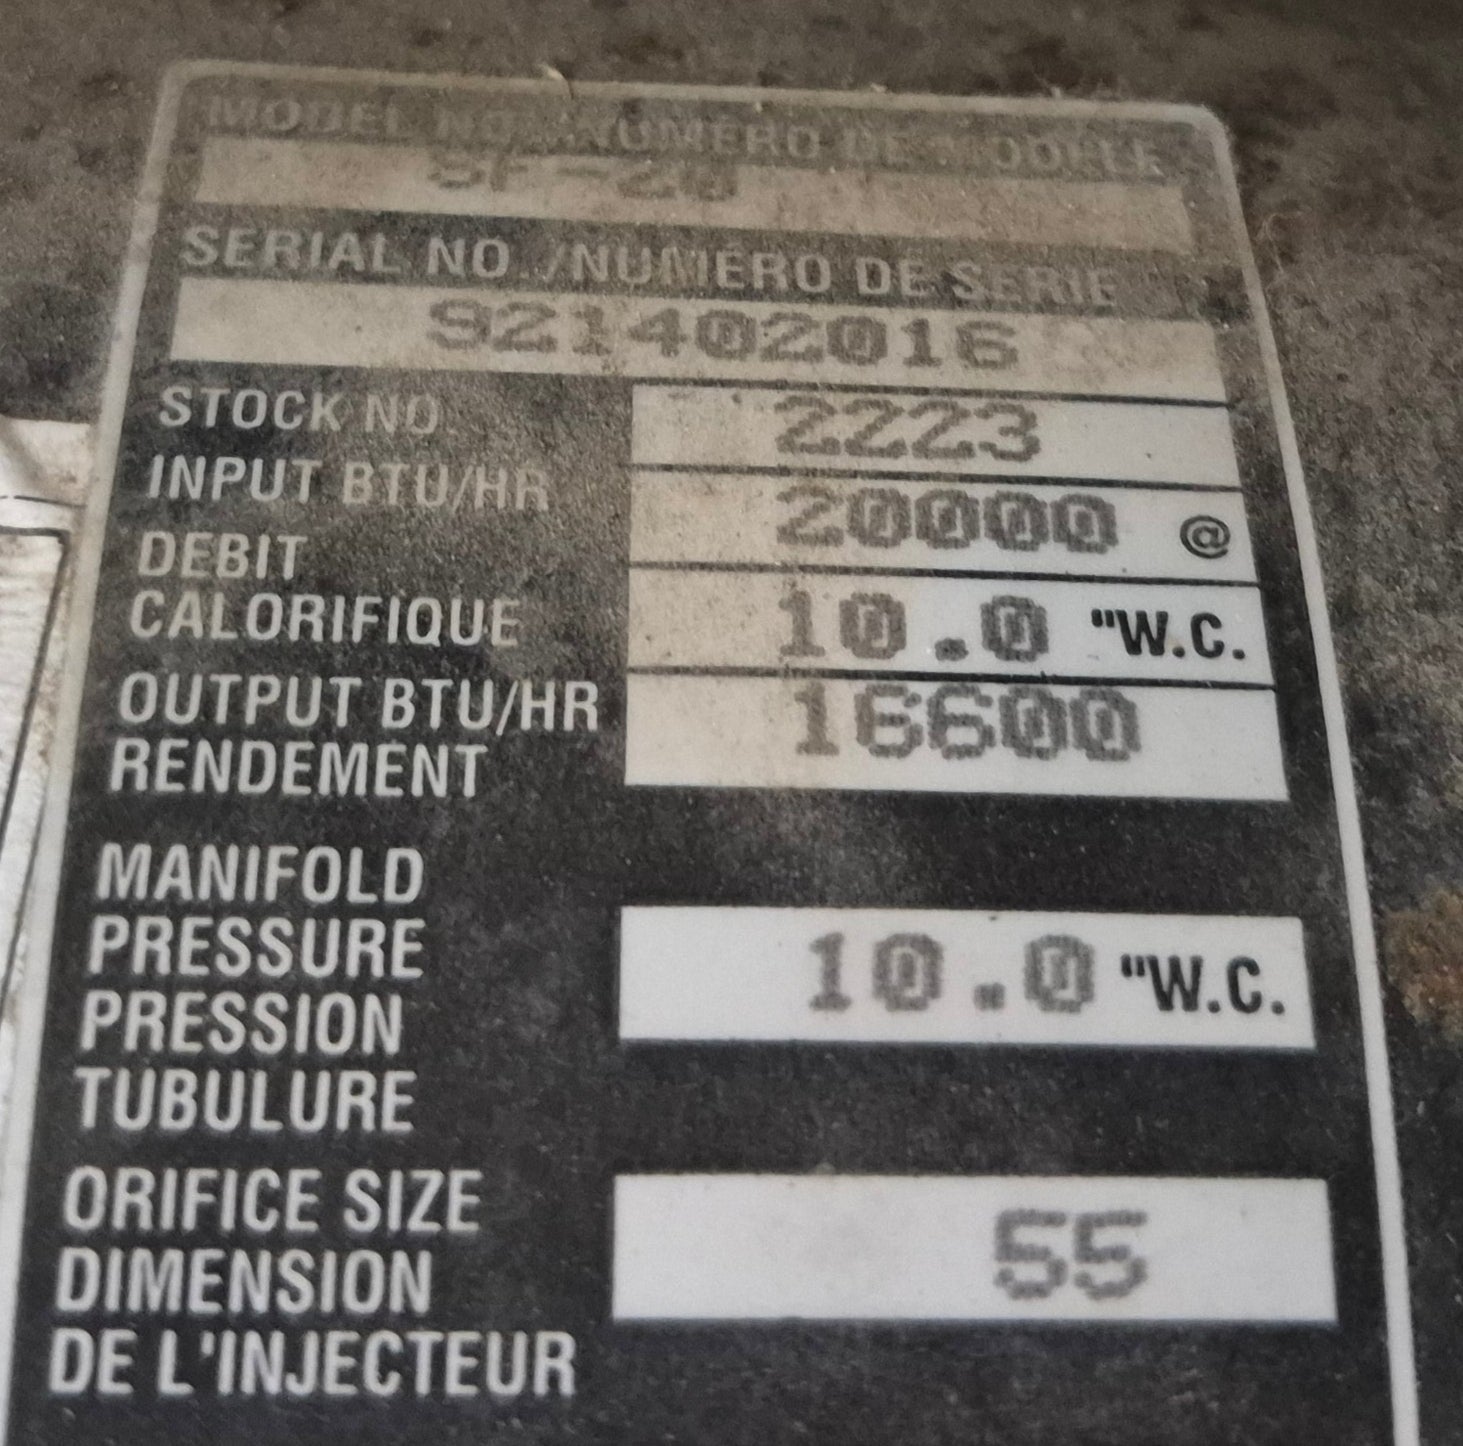 MODEL NO./NUMÉRO DE MODELE
SF-20
SERIAL NO./NUMÉRO DE SERIE
921402016
STOCK NO. 2223
INPUT BTU/HR 20000 @
DEBIT
CALORIFIQUE 10.0 "W.C.
OUTPUT BTU/HR 16600
RENDEMENT
MANIFOLD
PRESSURE 10.0 "W.C.
PRESSION
TUBULURE
ORIFICE SIZE 55
DIMENSION
DE L'INJECTEUR